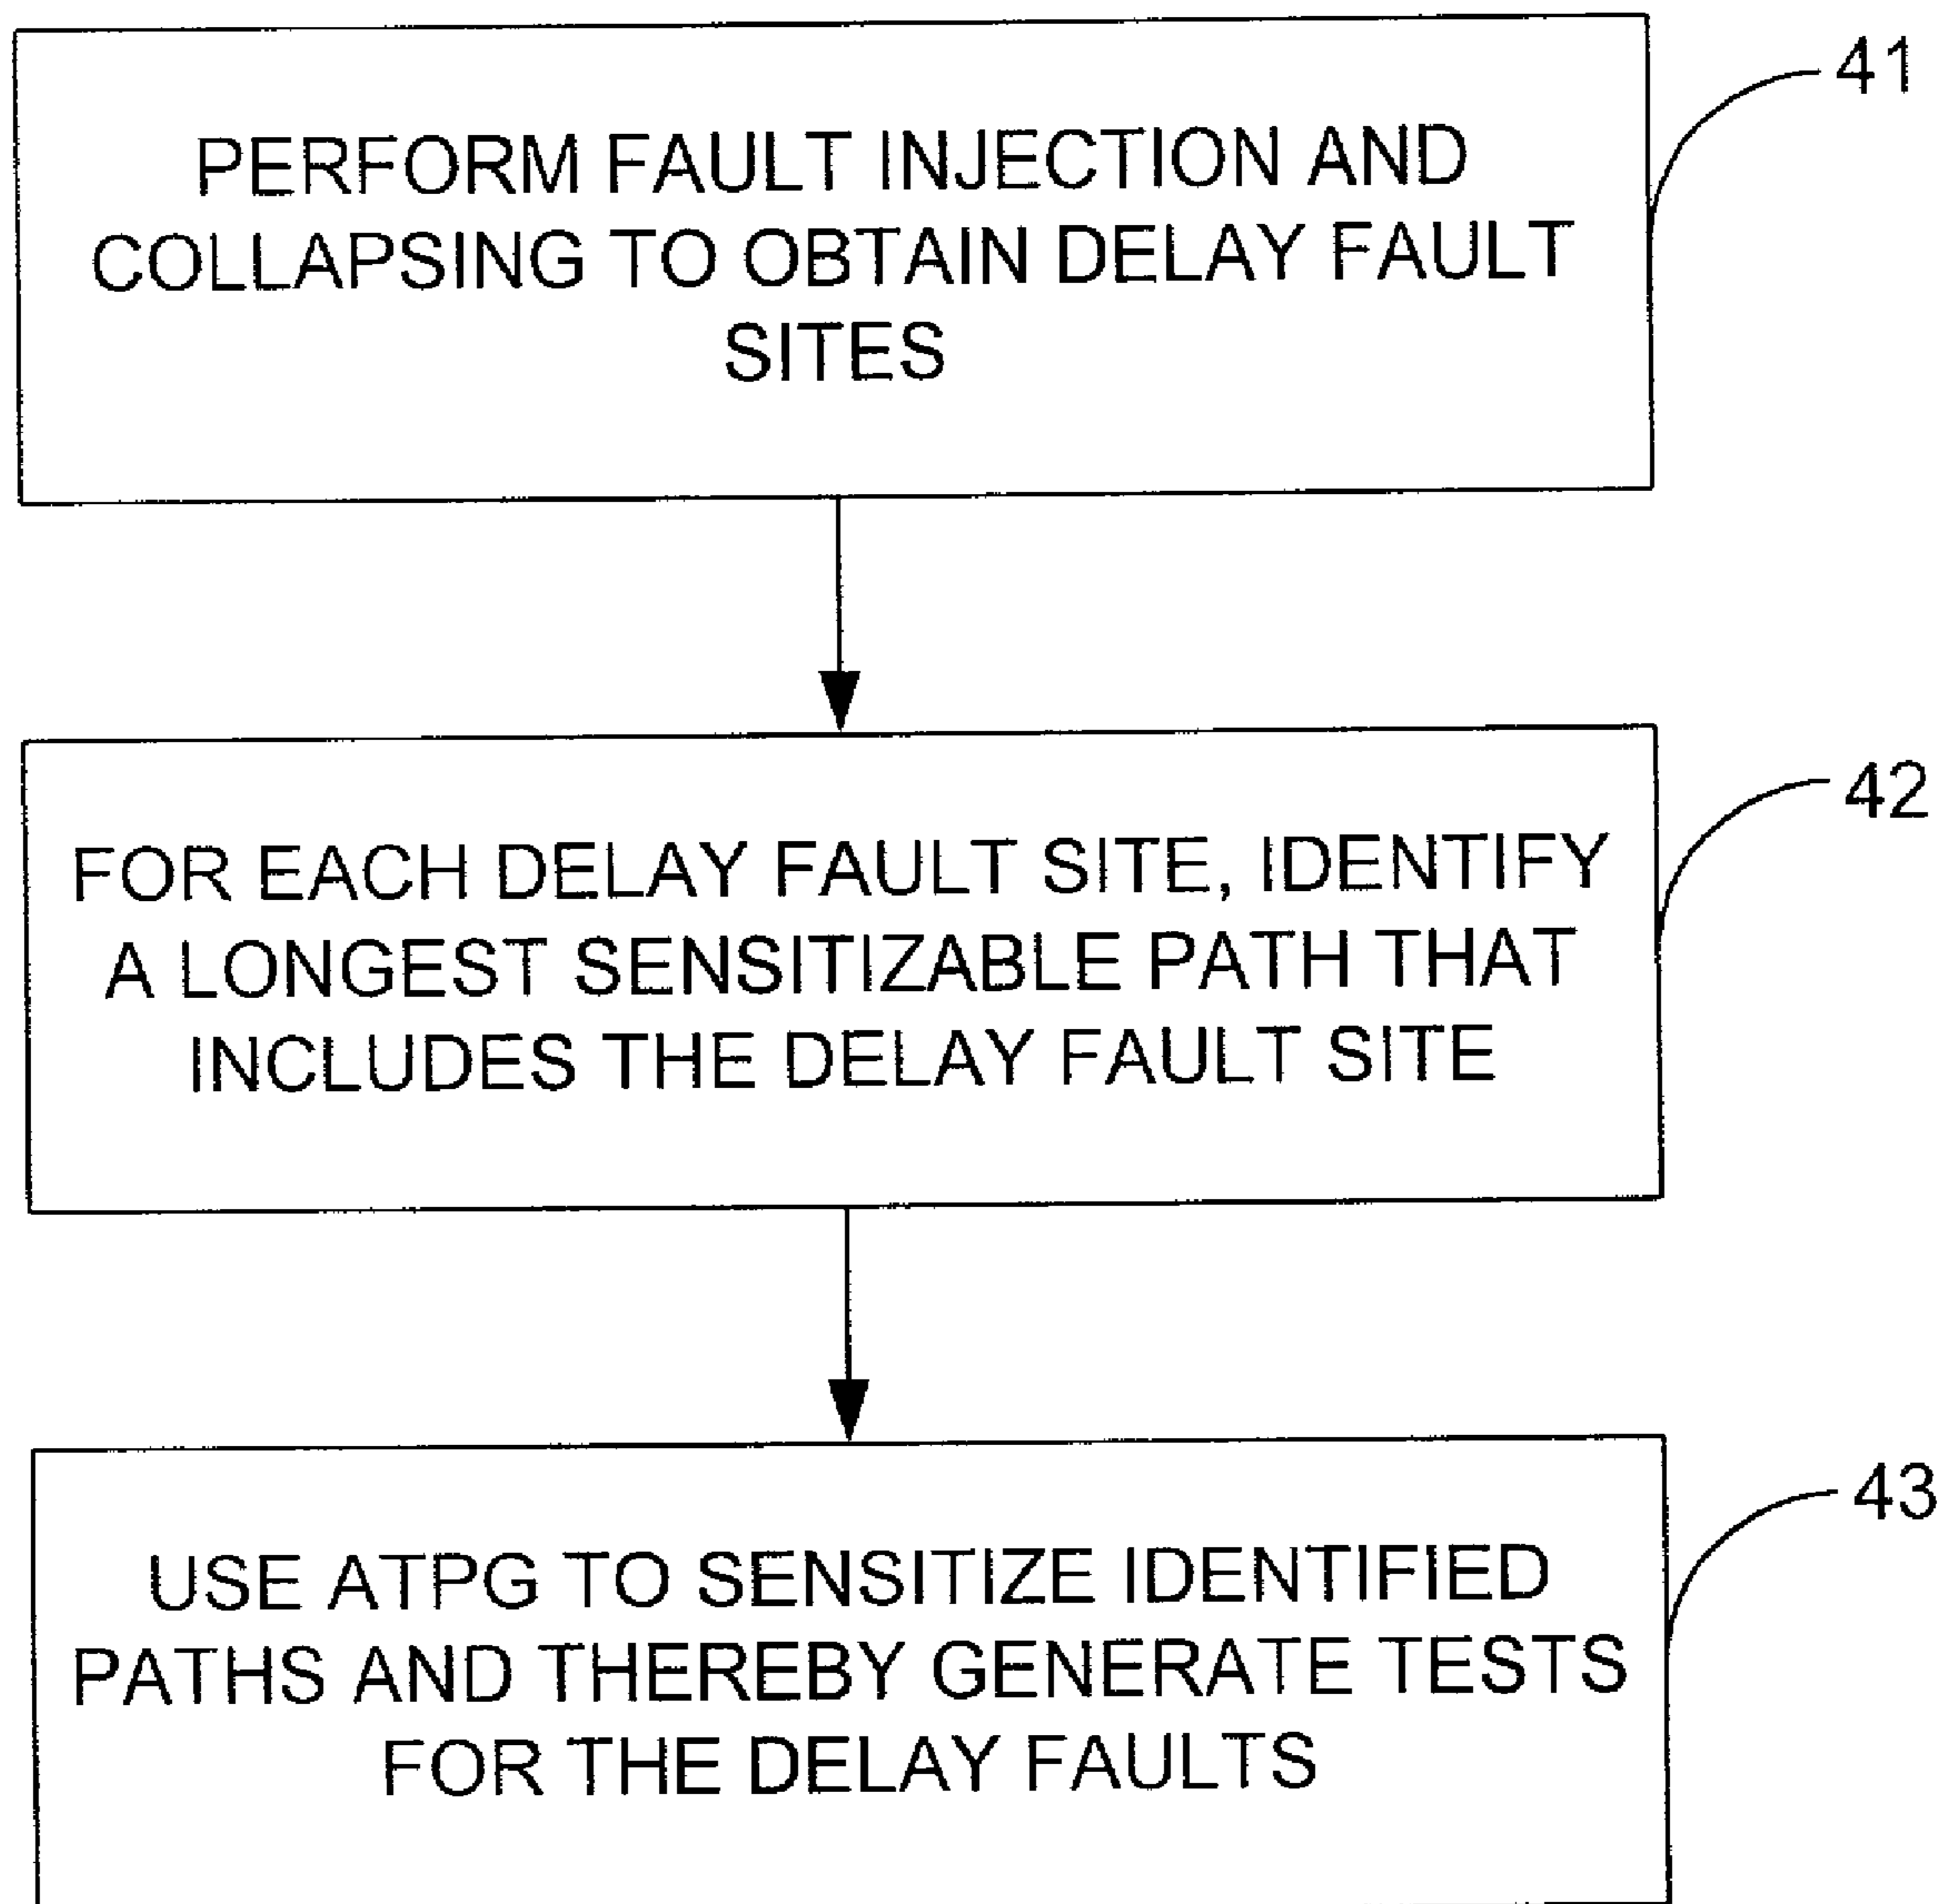 41
PERFORM FAULT INJECTION AND
COLLAPSING TO OBTAIN DELAY FAULT
SITES
42
FOR EACH DELAY FAULT SITE, IDENTIFY
A LONGEST SENSITIZABLE PATH THAT
INCLUDES THE DELAY FAULT SITE
43
USE ATPG TO SENSITIZE IDENTIFIED
PATHS AND THEREBY GENERATE TESTS
FOR THE DELAY FAULTS